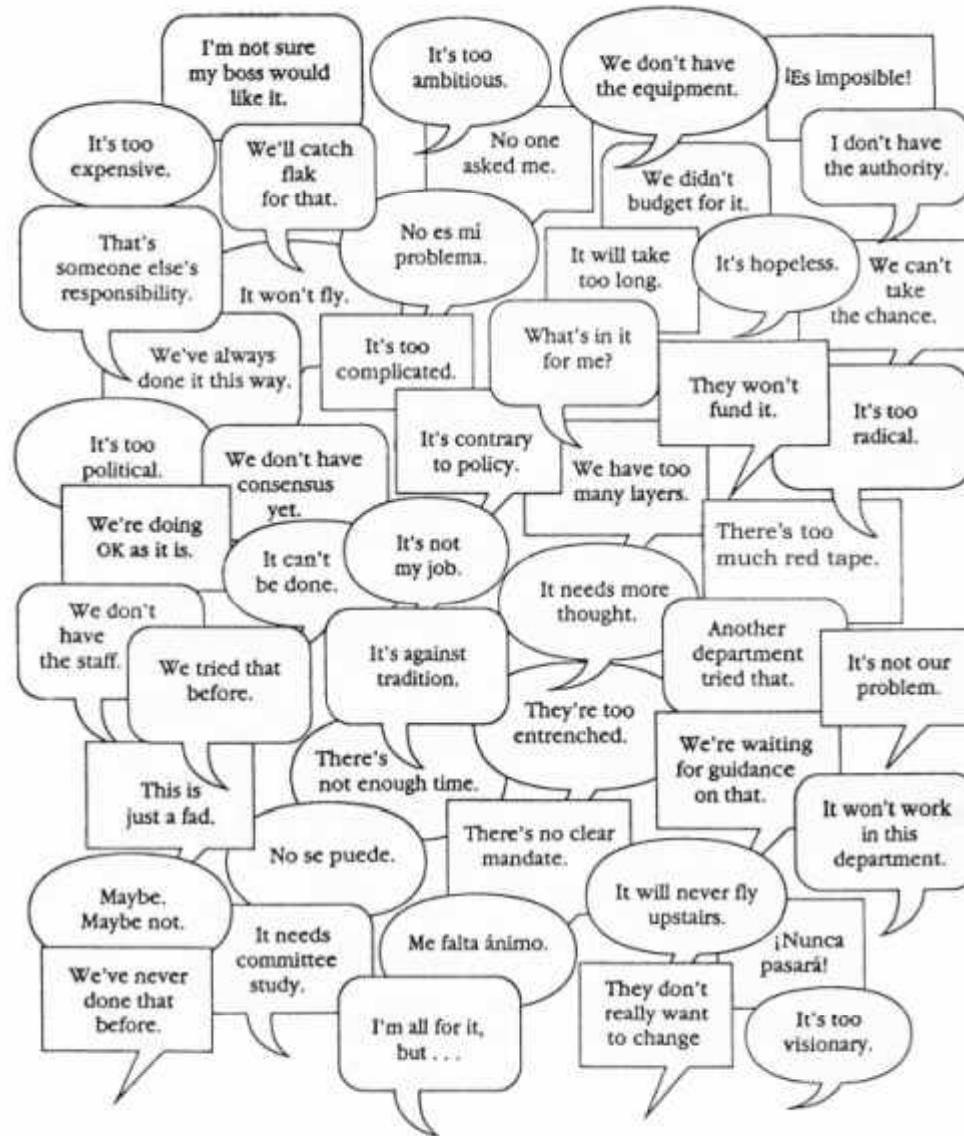 I'm not sure
my boss would
like it.
It's too
ambitious.
We don't have
the equipment.
¡Es imposible!
It's too
expensive.
We'll catch
flak
for that.
No one
asked me.
I don't have
the authority.
We didn't
budget for it.
That's
someone else's
responsibility.
It won't fly.
No es mi
problema.
It will take
too long.
It's hopeless.
We can't
take
the chance.
We've always
done it this way.
It's too
complicated.
What's in it
for me?
They won't
fund it.
It's too
radical.
It's too
political.
We don't have
consensus
yet.
It's contrary
to policy.
We have too
many layers.
We're doing
OK as it is.
It can't
be done.
It's not
my job.
There's too
much red tape.
It needs more
thought.
We don't
have
the staff.
We tried that
before.
It's against
tradition.
Another
department
tried that.
It's not our
problem.
They're too
entrenched.
There's
not enough time.
We're waiting
for guidance
on that.
This is
just a fad.
It won't work
in this
department.
No se puede.
There's no clear
mandate.
Maybe.
Maybe not.
It will never fly
upstairs.
It needs
committee
study.
Me falta ánimo.
¡Nunca
pasará!
We've never
done that
before.
They don't
really want
to change
I'm all for it,
but . . .
It's too
visionary.